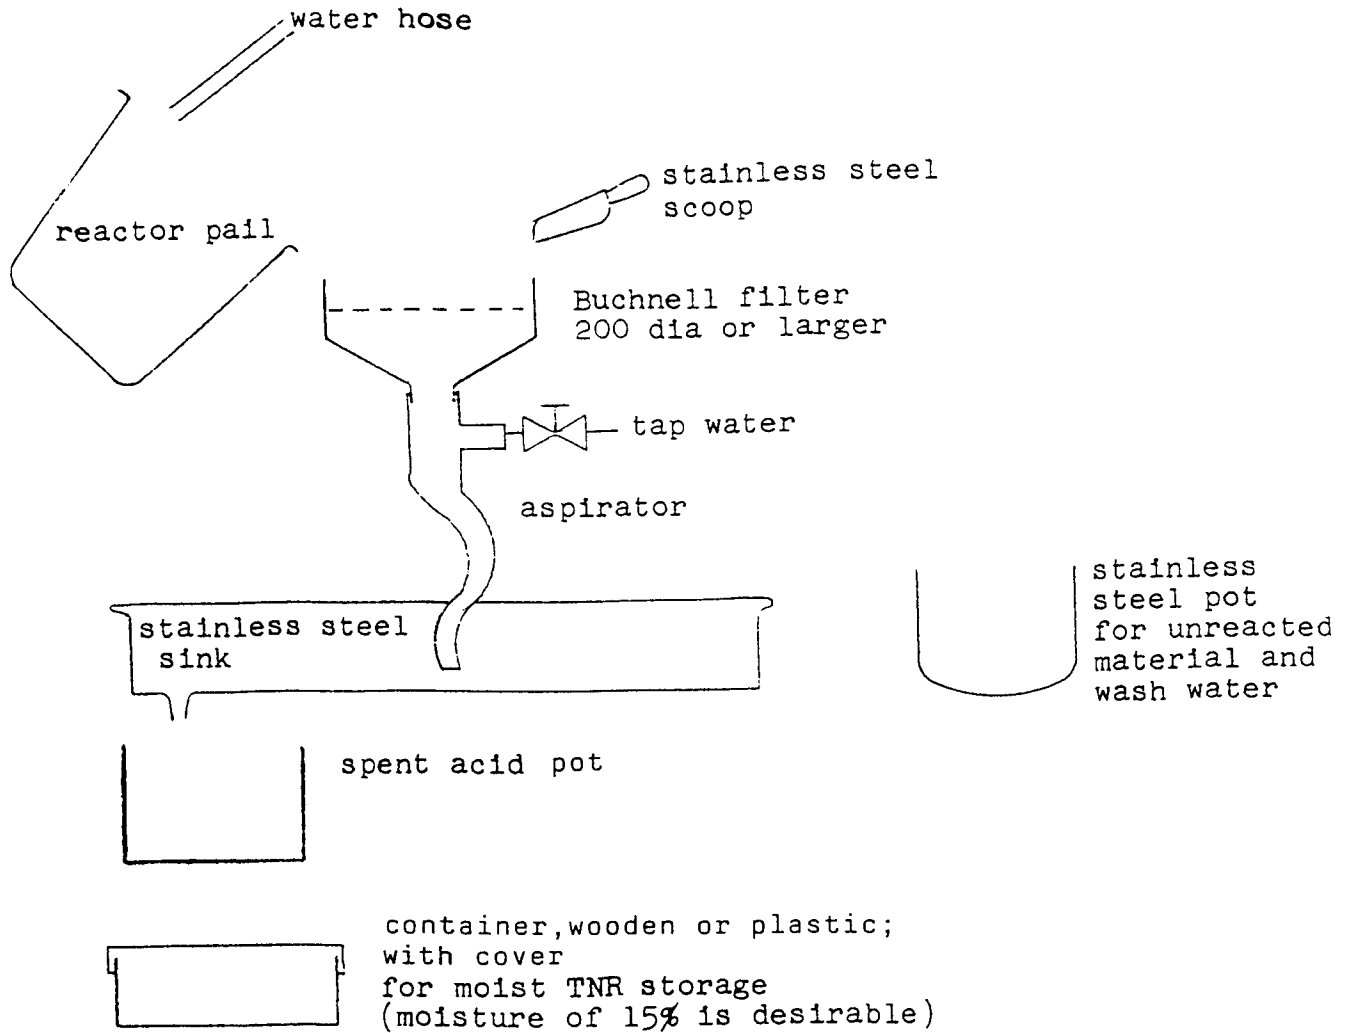 water hose
stainless steel
scoop
reactor pail
Buchnell filter
200 dia or larger
tap water
aspirator
stainless steel
sink
stainless
steel pot
for unreacted
material and
wash water
spent acid pot
container,wooden or plastic;
with cover
for moist TNR storage
(moisture of 15% is desirable)